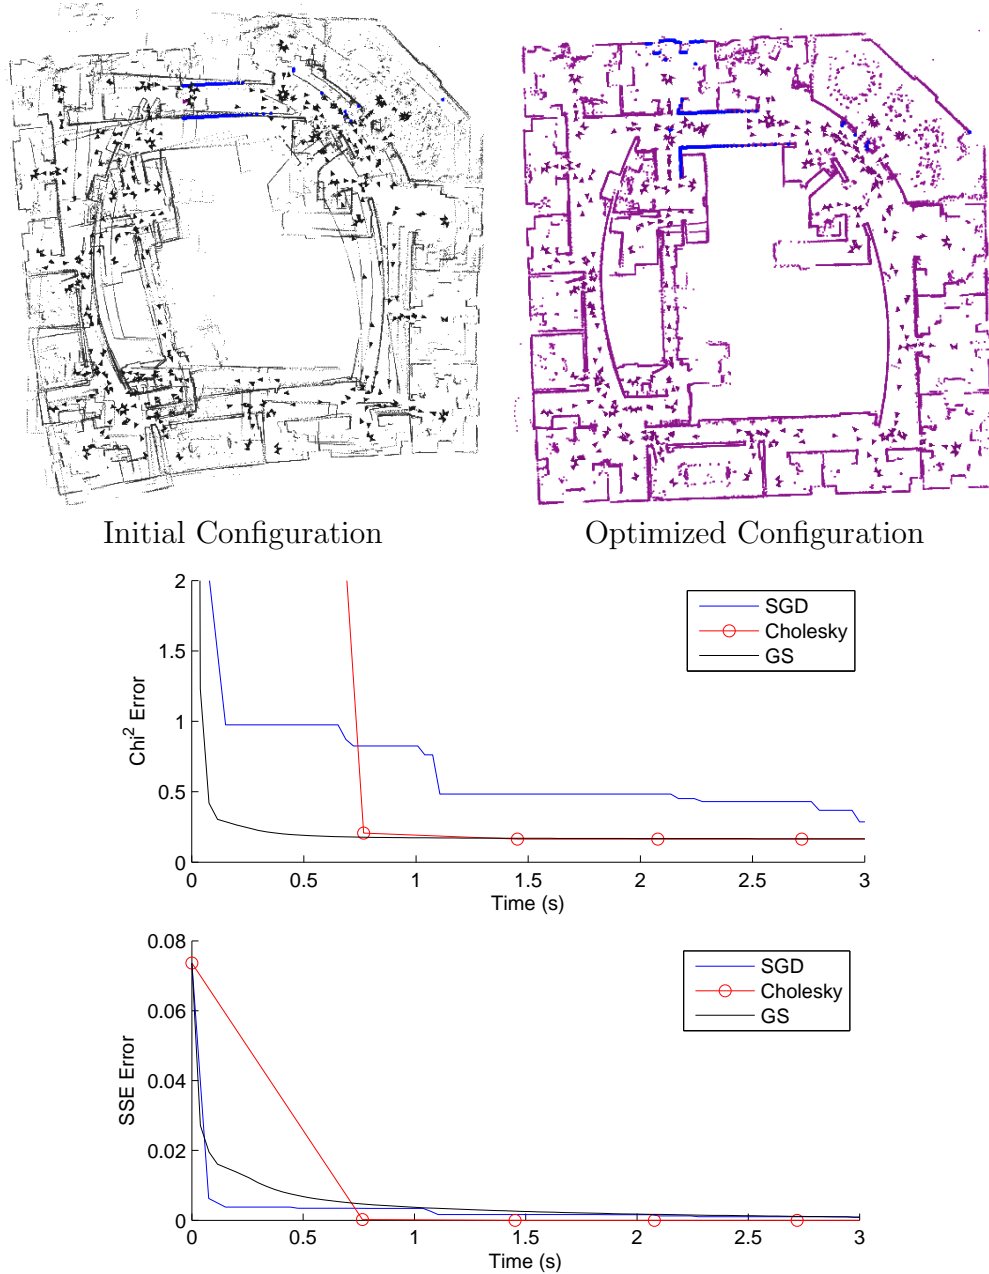 Initial Configuration
Optimized Configuration
2
1.5
1
0.5
0
Chi² Error
SGD
Cholesky
GS
0 0.5 1 1.5 2 2.5 3
Time (s)
0.08
0.06
0.04
0.02
0
SSE Error
SGD
Cholesky
GS
0 0.5 1 1.5 2 2.5 3
Time (s)